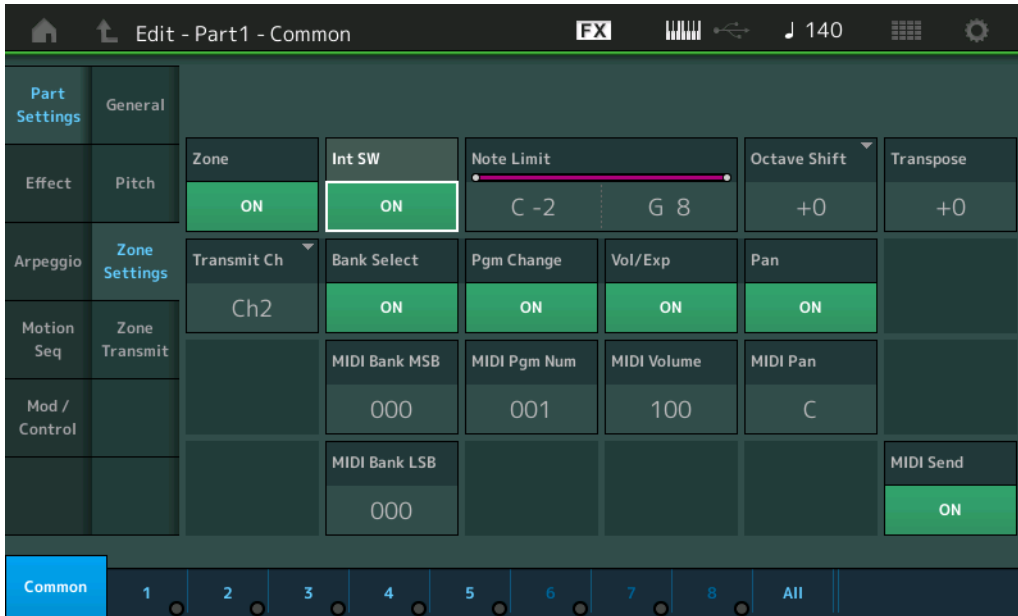 Edit - Part1 - Common
FX
♩ 140
Part
Settings
General
Effect
Pitch
Arpeggio
Zone
Settings
Motion
Seq
Zone
Transmit
Mod /
Control
Zone
ON
Int SW
ON
Note Limit
C -2
G 8
Octave Shift
+0
Transpose
+0
Transmit Ch
Ch2
Bank Select
ON
Pgm Change
ON
Vol/Exp
ON
Pan
ON
MIDI Bank MSB
000
MIDI Pgm Num
001
MIDI Volume
100
MIDI Pan
C
MIDI Bank LSB
000
MIDI Send
ON
Common
1
2
3
4
5
6
7
8
All